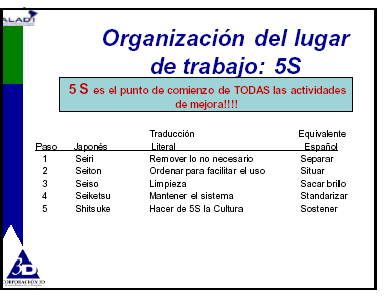 ALADI
Organización del lugar
de trabajo: 5S
5 S es el punto de comienzo de TODAS las actividades
de mejora!!!!
Traducción Equivalente
Paso Japonés Literal Español
1 Seiri Remover lo no necesario Separar
2 Seiton Ordenar para facilitar el uso Situar
3 Seiso Limpieza Sacar brillo
4 Seiketsu Mantener el sistema Standarizar
5 Shitsuke Hacer de 5S la Cultura Sostener
3D
CORPORACION 3D